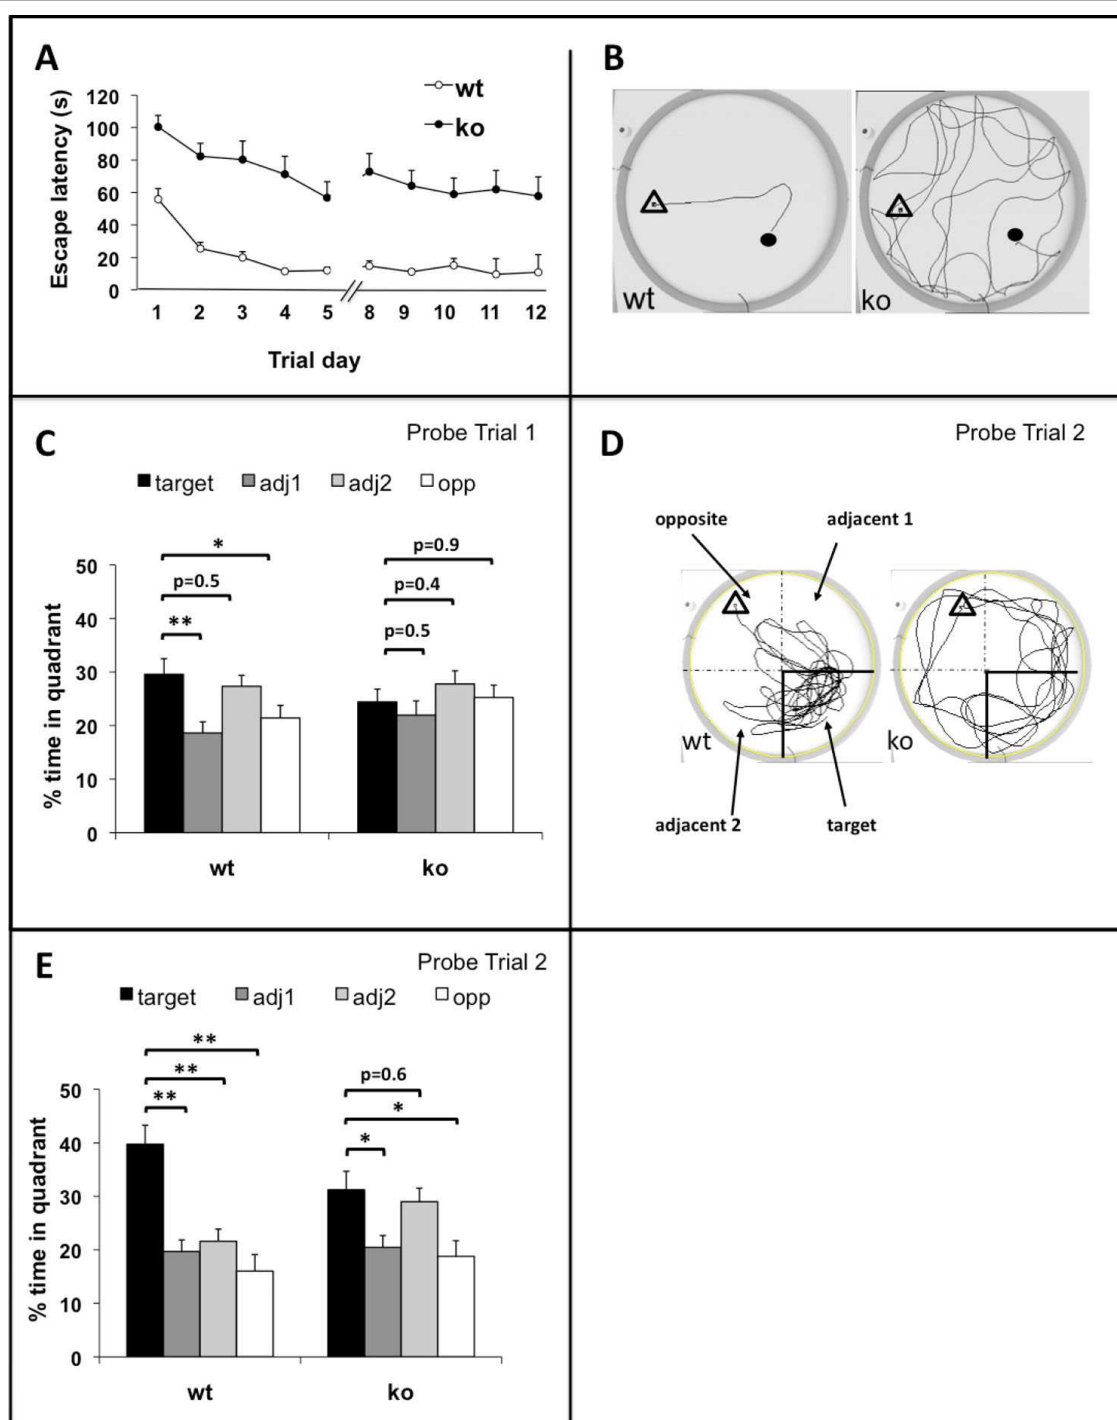 A
wt
ko
Escape latency (s)
120
100
80
60
40
20
0
1 2 3 4 5 8 9 10 11 12
Trial day
B
wt
ko
C
Probe Trial 1
target adj1 adj2 opp
% time in quadrant
50
40
30
20
10
0
*
p=0.5
**
p=0.9
p=0.4
p=0.5
wt ko
D
Probe Trial 2
opposite adjacent 1
wt
ko
adjacent 2 target
E
Probe Trial 2
target adj1 adj2 opp
% time in quadrant
50
40
30
20
10
0
**
**
**
p=0.6
*
*
wt ko